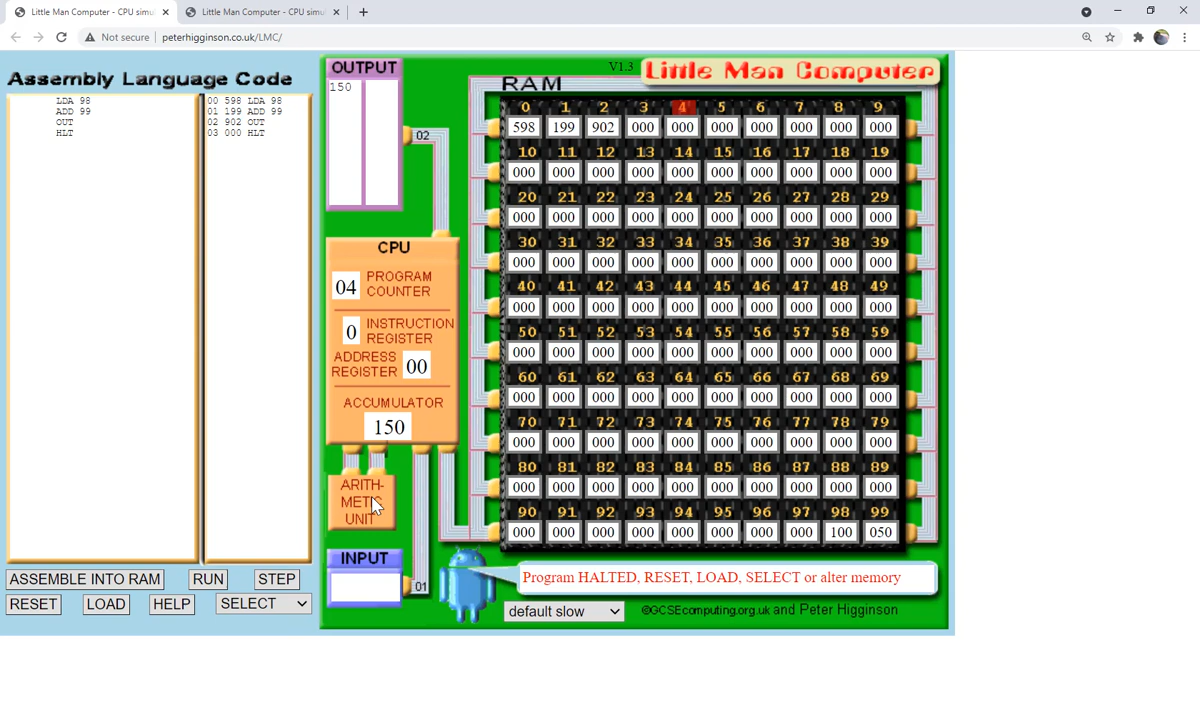 Little Man Computer - CPU simu
Little Man Computer - CPU simu
Not secure | peterhigginson.co.uk/LMC/
Assembly Language Code
LDA 98
ADD 99
OUT
HLT
00 598 LDA 98
01 199 ADD 99
02 902 OUT
03 000 HLT
OUTPUT
150
02
V1.3
Little Man Computer
RAM
0 1 2 3 4 5 6 7 8 9
598 199 902 000 000 000 000 000 000 000
10 11 12 13 14 15 16 17 18 19
000 000 000 000 000 000 000 000 000 000
20 21 22 23 24 25 26 27 28 29
000 000 000 000 000 000 000 000 000 000
30 31 32 33 34 35 36 37 38 39
000 000 000 000 000 000 000 000 000 000
40 41 42 43 44 45 46 47 48 49
000 000 000 000 000 000 000 000 000 000
50 51 52 53 54 55 56 57 58 59
000 000 000 000 000 000 000 000 000 000
60 61 62 63 64 65 66 67 68 69
000 000 000 000 000 000 000 000 000 000
70 71 72 73 74 75 76 77 78 79
000 000 000 000 000 000 000 000 000 000
80 81 82 83 84 85 86 87 88 89
000 000 000 000 000 000 000 000 000 000
90 91 92 93 94 95 96 97 98 99
000 000 000 000 000 000 000 000 100 050
CPU
04 PROGRAM
COUNTER
0 INSTRUCTION
REGISTER
ADDRESS
REGISTER 00
ACCUMULATOR
150
ARITH-
METIC
UNIT
INPUT
01
ASSEMBLE INTO RAM RUN STEP
RESET LOAD HELP SELECT
Program HALTED, RESET, LOAD, SELECT or alter memory
default slow
©GCSEcomputing.org.uk and Peter Higginson